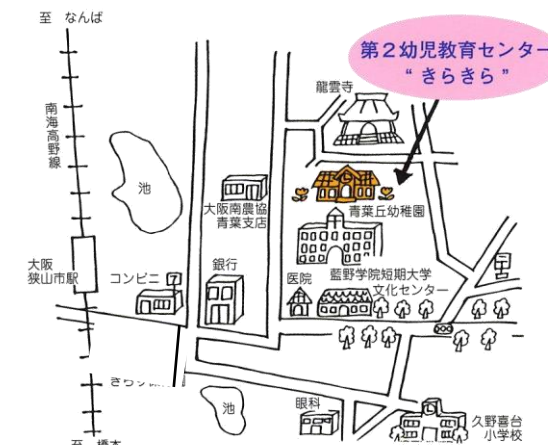 至 なんば
第２幼児教育センター
“ きらきら ”
龍雲寺
南海高野線
池
大阪南農協
青葉支店
青葉丘幼稚園
大阪
狭山市駅
コンビニ
銀行
医院
藍野学院短期大学
文化センター
池
眼科
久野喜台
小学校
至 橋本